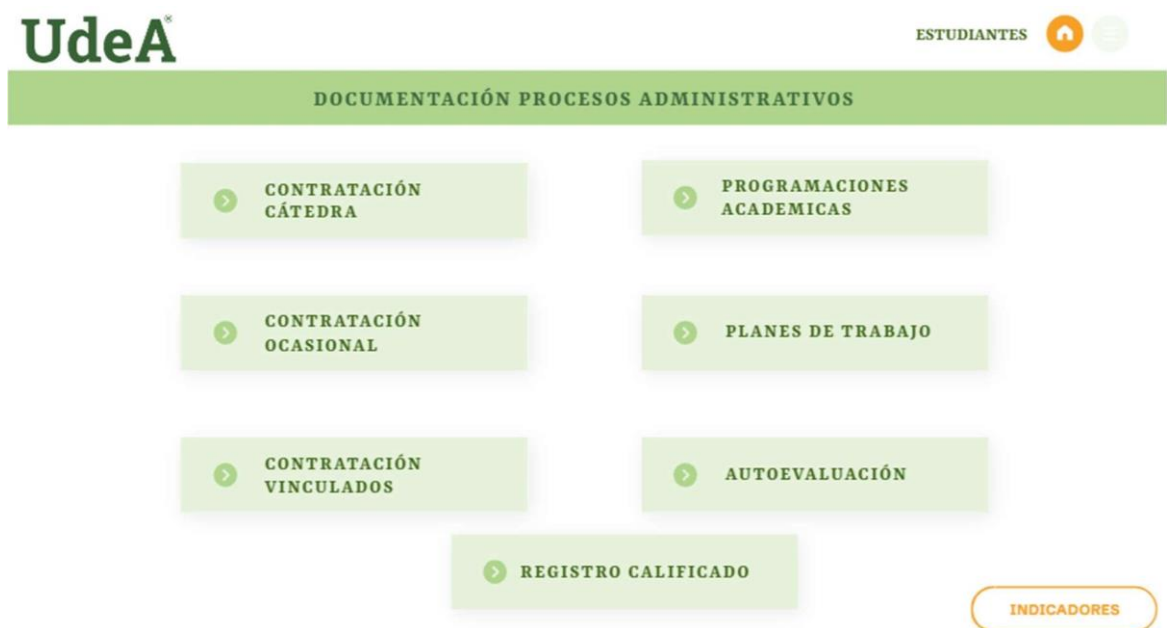 UdeA
ESTUDIANTES
DOCUMENTACIÓN PROCESOS ADMINISTRATIVOS
CONTRATACIÓN
CÁTEDRA
PROGRAMACIONES
ACADEMICAS
CONTRATACIÓN
OCASIONAL
PLANES DE TRABAJO
CONTRATACIÓN
VINCULADOS
AUTOEVALUACIÓN
REGISTRO CALIFICADO
INDICADORES